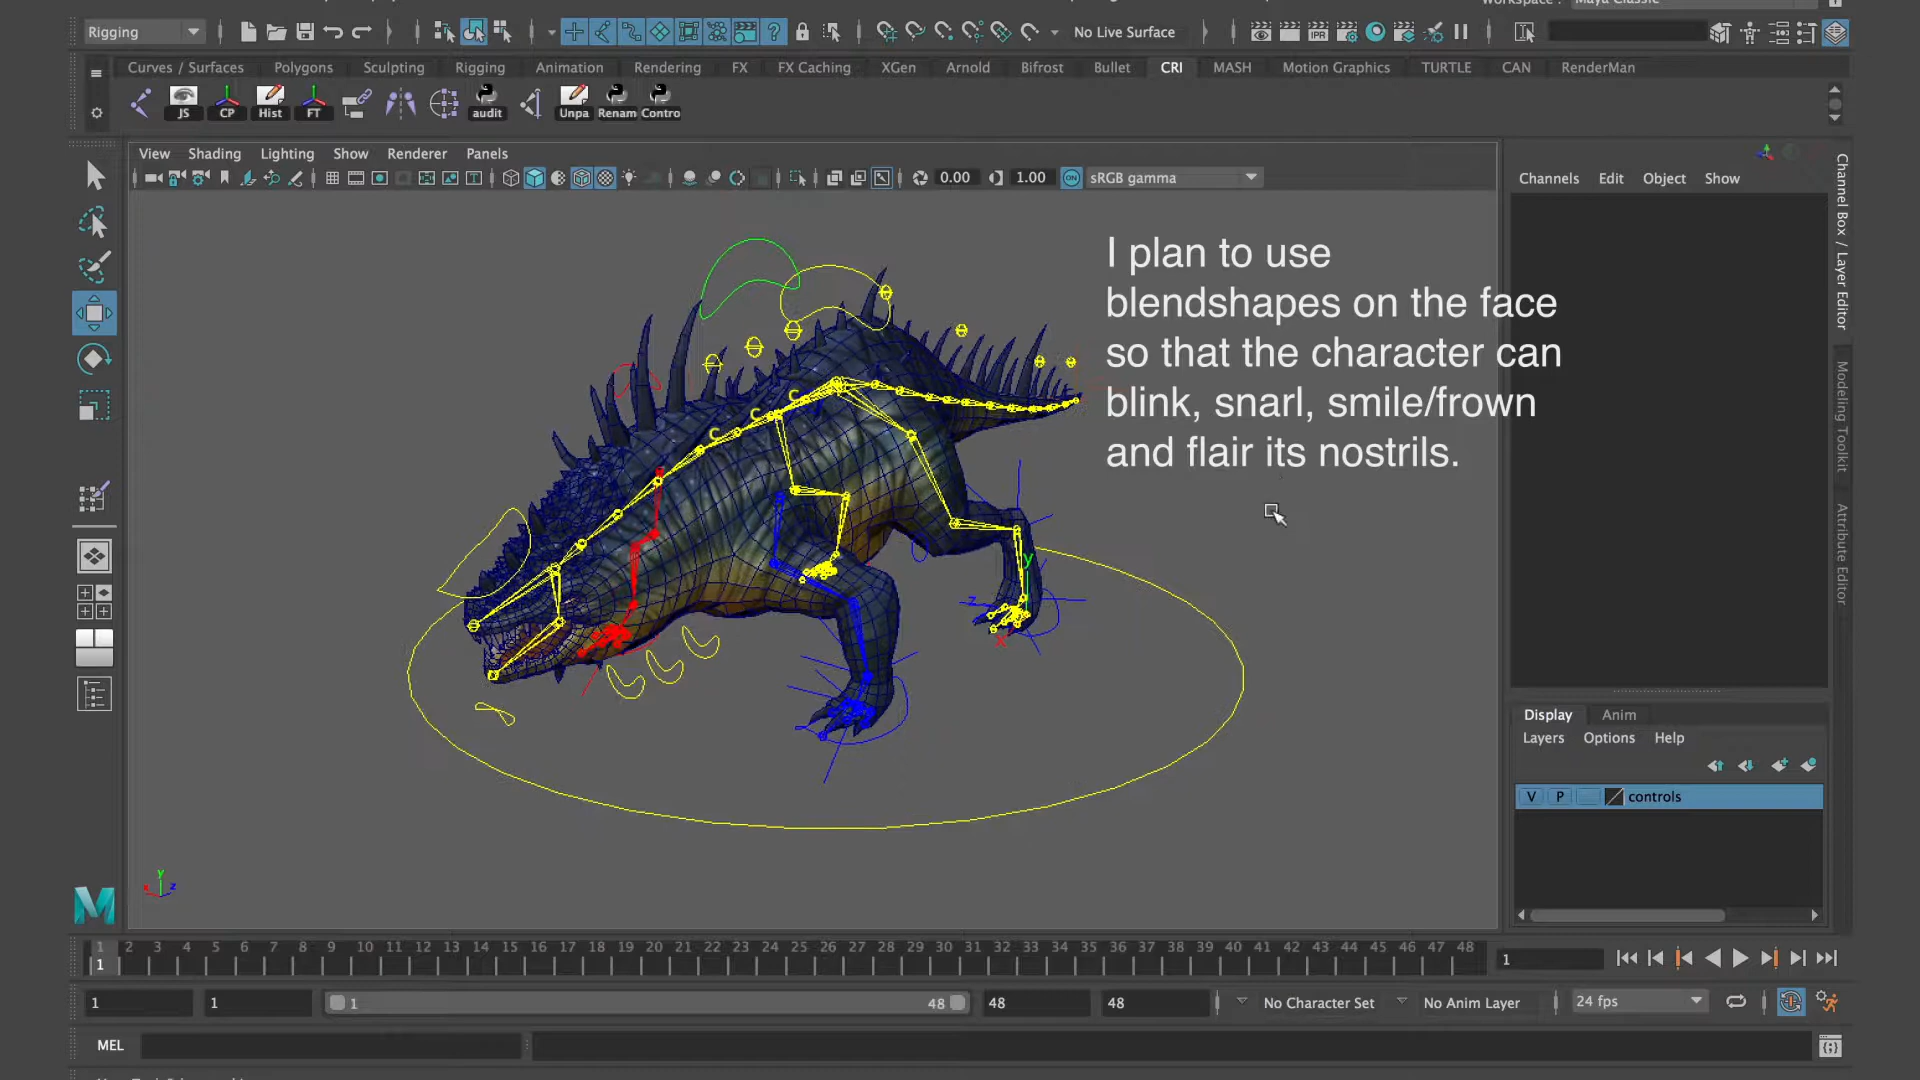 Rigging
No Live Surface
Curves / Surfaces Polygons Sculpting Rigging Animation Rendering FX FX Caching XGen Arnold Bifrost Bullet CRI MASH Motion Graphics TURTLE CAN RenderMan
JS CP Hist FT audit Unpa Renam Contro
View Shading Lighting Show Renderer Panels
0.00 1.00 ON sRGB gamma
Channels Edit Object Show
Channel Box / Layer Editor
Modeling Toolkit
Attribute Editor
I plan to use
blendshapes on the face
so that the character can
blink, snarl, smile/frown
and flair its nostrils.
Display Anim
Layers Options Help
V P controls
1 2 3 4 5 6 7 8 9 10 11 12 13 14 15 16 17 18 19 20 21 22 23 24 25 26 27 28 29 30 31 32 33 34 35 36 37 38 39 40 41 42 43 44 45 46 47 48
1 1
1 1 1 48 48 48 No Character Set No Anim Layer 24 fps
MEL